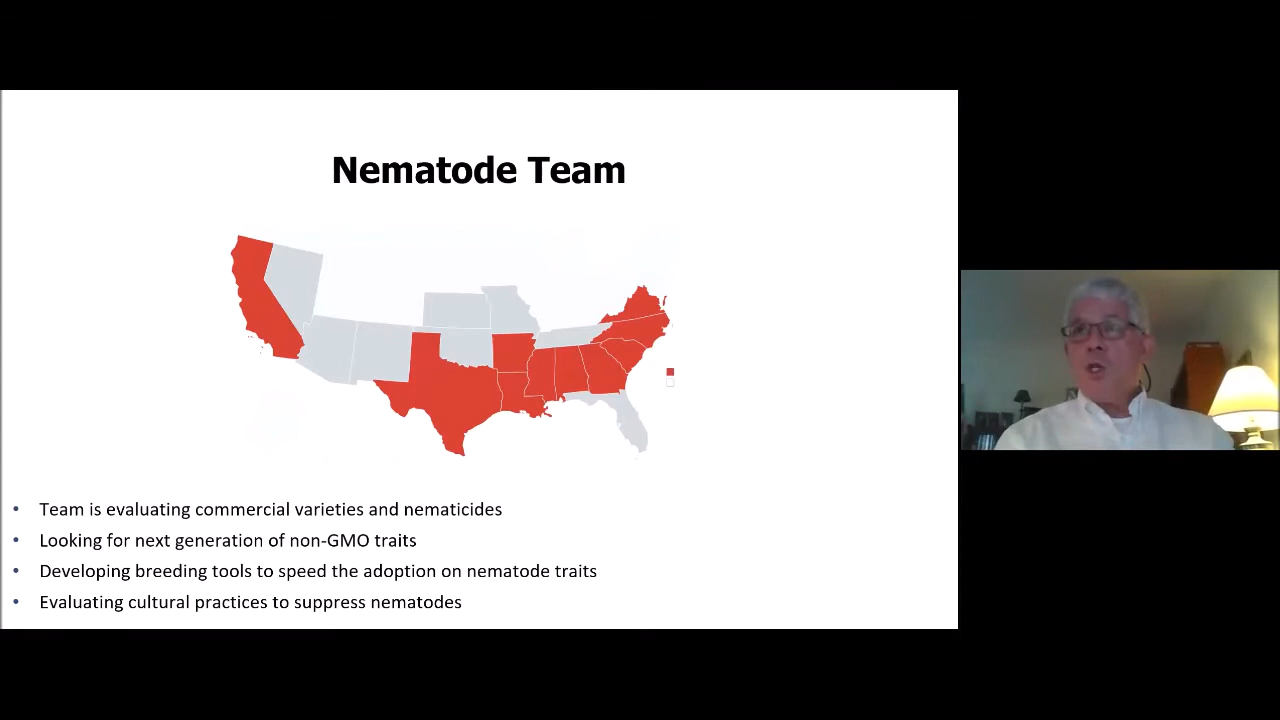 Nematode Team
• Team is evaluating commercial varieties and nematicides
• Looking for next generation of non-GMO traits
• Developing breeding tools to speed the adoption on nematode traits
• Evaluating cultural practices to suppress nematodes